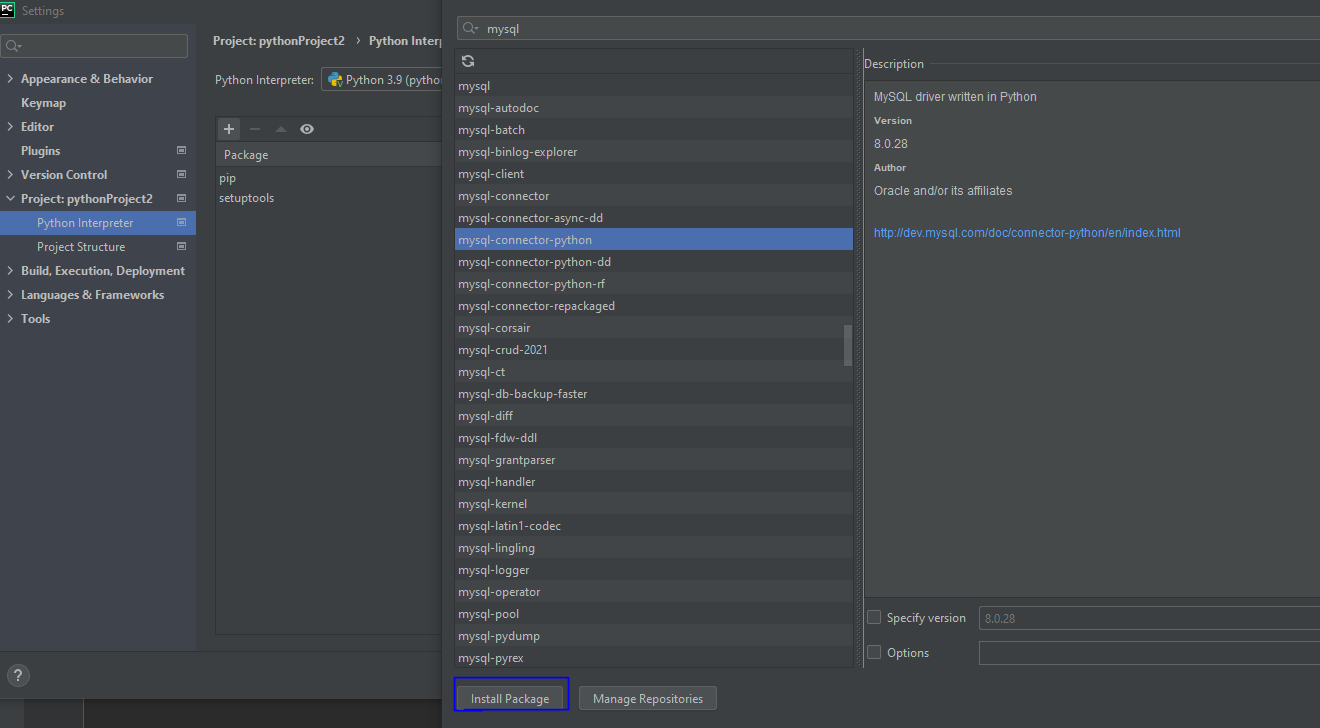 PC Settings
Appearance & Behavior
Keymap
Editor
Plugins
Version Control
Project: pythonProject2
Python Interpreter
Project Structure
Build, Execution, Deployment
Languages & Frameworks
Tools
?
Project: pythonProject2 › Python Interp
Python Interpreter: Python 3.9 (pytho
Package
pip
setuptools
mysql
mysql
mysql-autodoc
mysql-batch
mysql-binlog-explorer
mysql-client
mysql-connector
mysql-connector-async-dd
mysql-connector-python
mysql-connector-python-dd
mysql-connector-python-rf
mysql-connector-repackaged
mysql-corsair
mysql-crud-2021
mysql-ct
mysql-db-backup-faster
mysql-diff
mysql-fdw-ddl
mysql-grantparser
mysql-handler
mysql-kernel
mysql-latin1-codec
mysql-lingling
mysql-logger
mysql-operator
mysql-pool
mysql-pydump
mysql-pyrex
Install Package
Manage Repositories
Description
MySQL driver written in Python
Version
8.0.28
Author
Oracle and/or its affiliates
http://dev.mysql.com/doc/connector-python/en/index.html
Specify version 8.0.28
Options